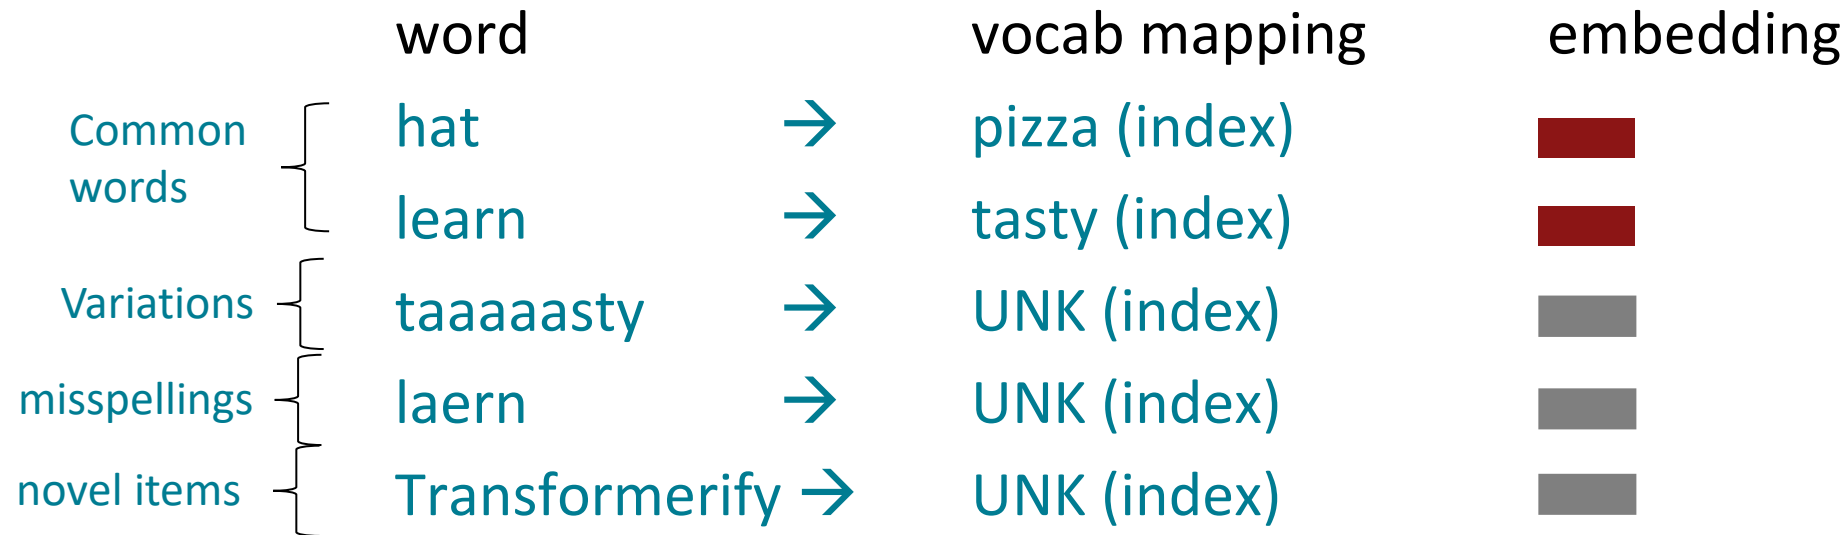 word vocab mapping embedding
Common words hat → pizza (index)
learn → tasty (index)
Variations taaaaasty → UNK (index)
misspellings laern → UNK (index)
novel items Transformerify → UNK (index)